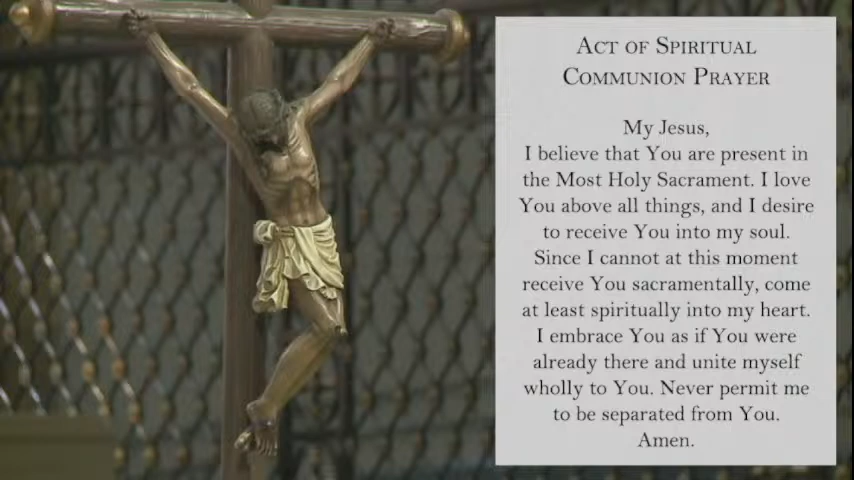 Act of Spiritual
Communion Prayer
My Jesus,
I believe that You are present in
the Most Holy Sacrament. I love
You above all things, and I desire
to receive You into my soul.
Since I cannot at this moment
receive You sacramentally, come
at least spiritually into my heart.
I embrace You as if You were
already there and unite myself
wholly to You. Never permit me
to be separated from You.
Amen.